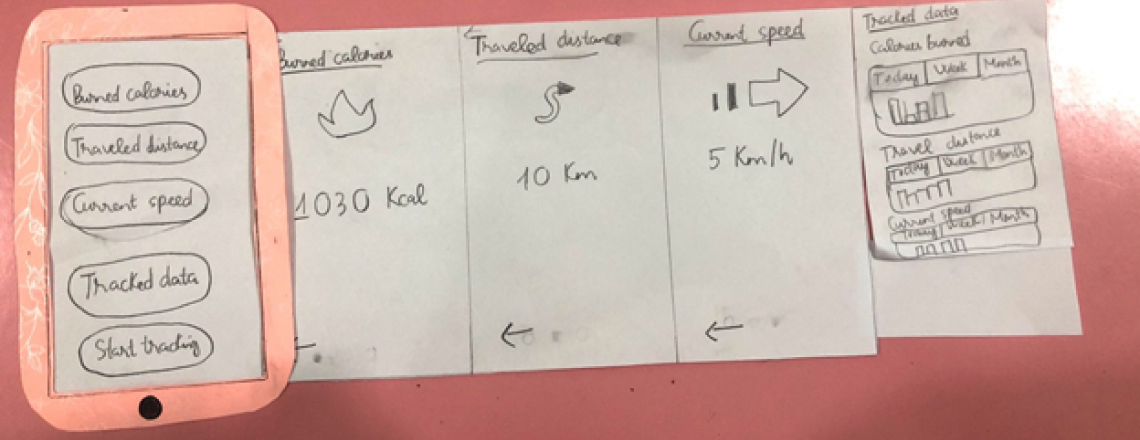 Burned calories
Traveled distance
Current speed
Tracked data
Start tracking
Burned calories
1030 Kcal
Traveled distance
10 Km
Current speed
5 Km/h
Tracked data
Calories burned
Today Week Month
Travel distance
Today Week Month
Current speed
Today Week Month